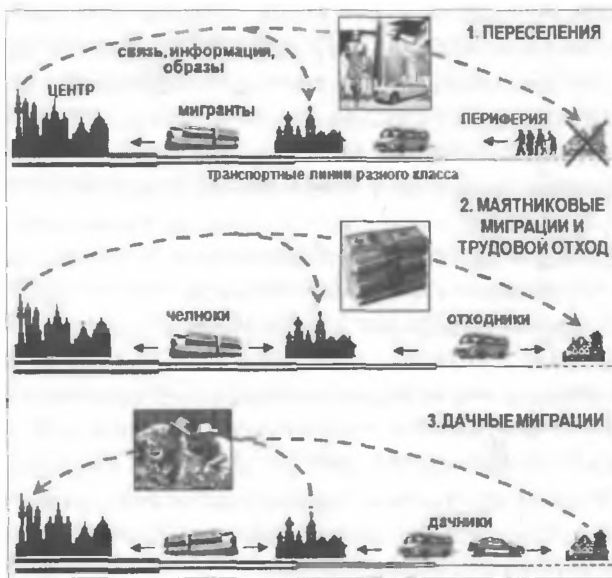 1. ПЕРЕСЕЛЕНИЯ
связь, информация,
образы
ЦЕНТР
мигранты
ПЕРИФЕРИЯ
транспортные линии разного класса
2. МАЯТНИКОВЫЕ
МИГРАЦИИ И
ТРУДОВОЙ ОТХОД
челноки
отходники
3. ДАЧНЫЕ МИГРАЦИИ
дачники